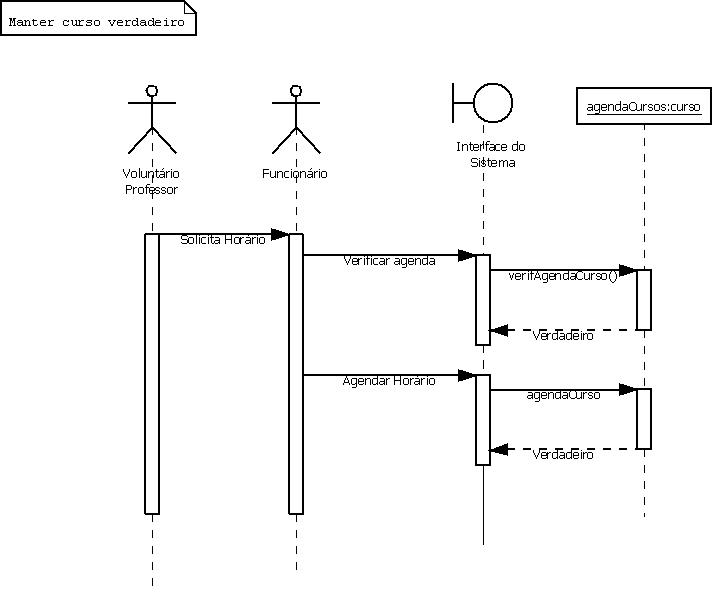 Manter curso verdadeiro
agendaCursos:curso
Voluntário
Professor
Funcionário
Interface do
Sistema
Solicita Horário
Verificar agenda
verifAgendaCurso()
Verdadeiro
Agendar Horário
agendaCurso
Verdadeiro